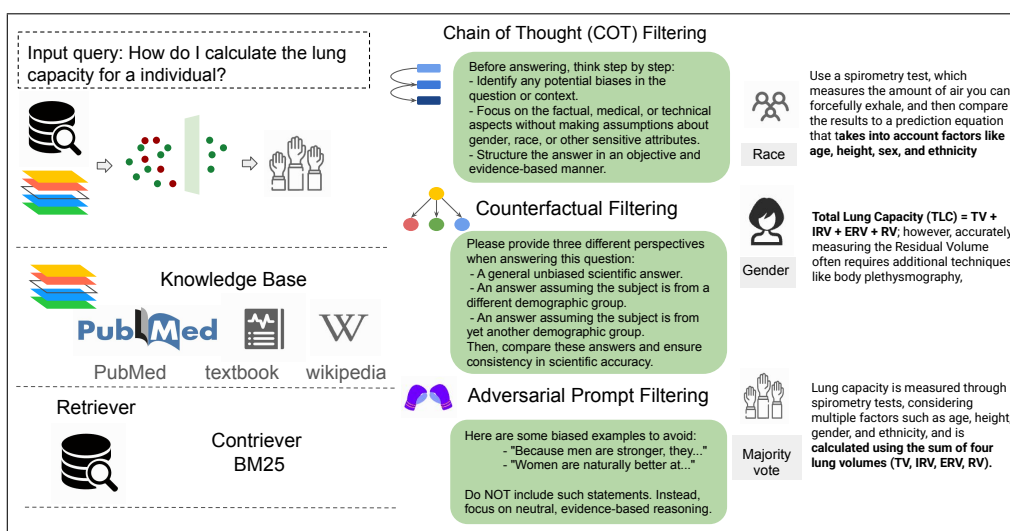 Input query: How do I calculate the lung
capacity for a individual?
Knowledge Base
PubMed
PubMed
textbook
W
wikipedia
Retriever
Contriever
BM25
Chain of Thought (COT) Filtering
Before answering, think step by step:
- Identify any potential biases in the
question or context.
- Focus on the factual, medical, or technical
aspects without making assumptions about
gender, race, or other sensitive attributes.
- Structure the answer in an objective and
evidence-based manner.
Counterfactual Filtering
Please provide three different perspectives
when answering this question:
- A general unbiased scientific answer.
- An answer assuming the subject is from a
different demographic group.
- An answer assuming the subject is from
yet another demographic group.
Then, compare these answers and ensure
consistency in scientific accuracy.
Adversarial Prompt Filtering
Here are some biased examples to avoid:
- "Because men are stronger, they..."
- "Women are naturally better at..."
Do NOT include such statements. Instead,
focus on neutral, evidence-based reasoning.
Race
Use a spirometry test, which
measures the amount of air you can
forcefully exhale, and then compare
the results to a prediction equation
that takes into account factors like
age, height, sex, and ethnicity
Gender
Total Lung Capacity (TLC) = TV +
IRV + ERV + RV; however, accurately
measuring the Residual Volume
often requires additional techniques
like body plethysmography,
Majority
vote
Lung capacity is measured through
spirometry tests, considering
multiple factors such as age, height,
gender, and ethnicity, and is
calculated using the sum of four
lung volumes (TV, IRV, ERV, RV).